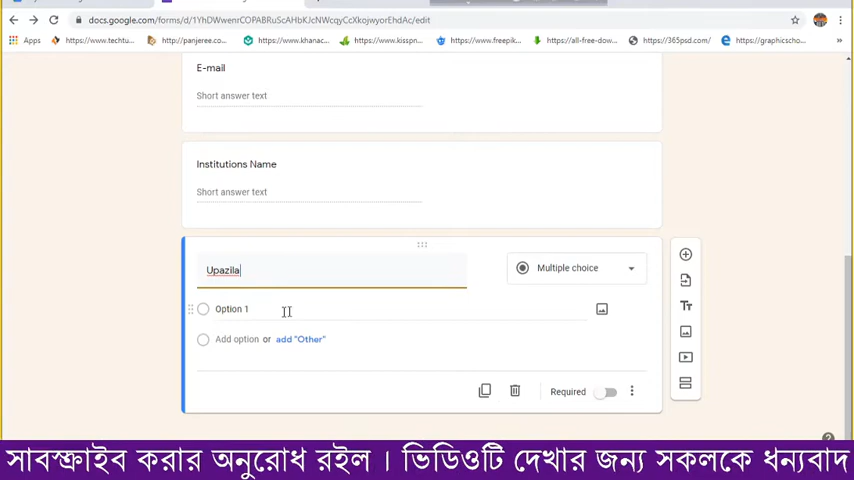 docs.google.com/forms/d/1YhDWwenrCOPABRuScAHbKJcNWcqyCcXkojwyorEhdAc/edit
Apps https://www.techtu... http://panjeree.co... https://www.khanac... https://www.kisspn... https://www.freepik... https://all-free-dow... https://365psd.com/ https://graphicscho... »
E-mail
Short answer text
Institutions Name
Short answer text
Upazila
Multiple choice
Option 1
Add option or add "Other"
Required
সাবস্ক্রাইব করার অনুরোধ রইল । ভিডিওটি দেখার জন্য সকলকে ধন্যবাদ